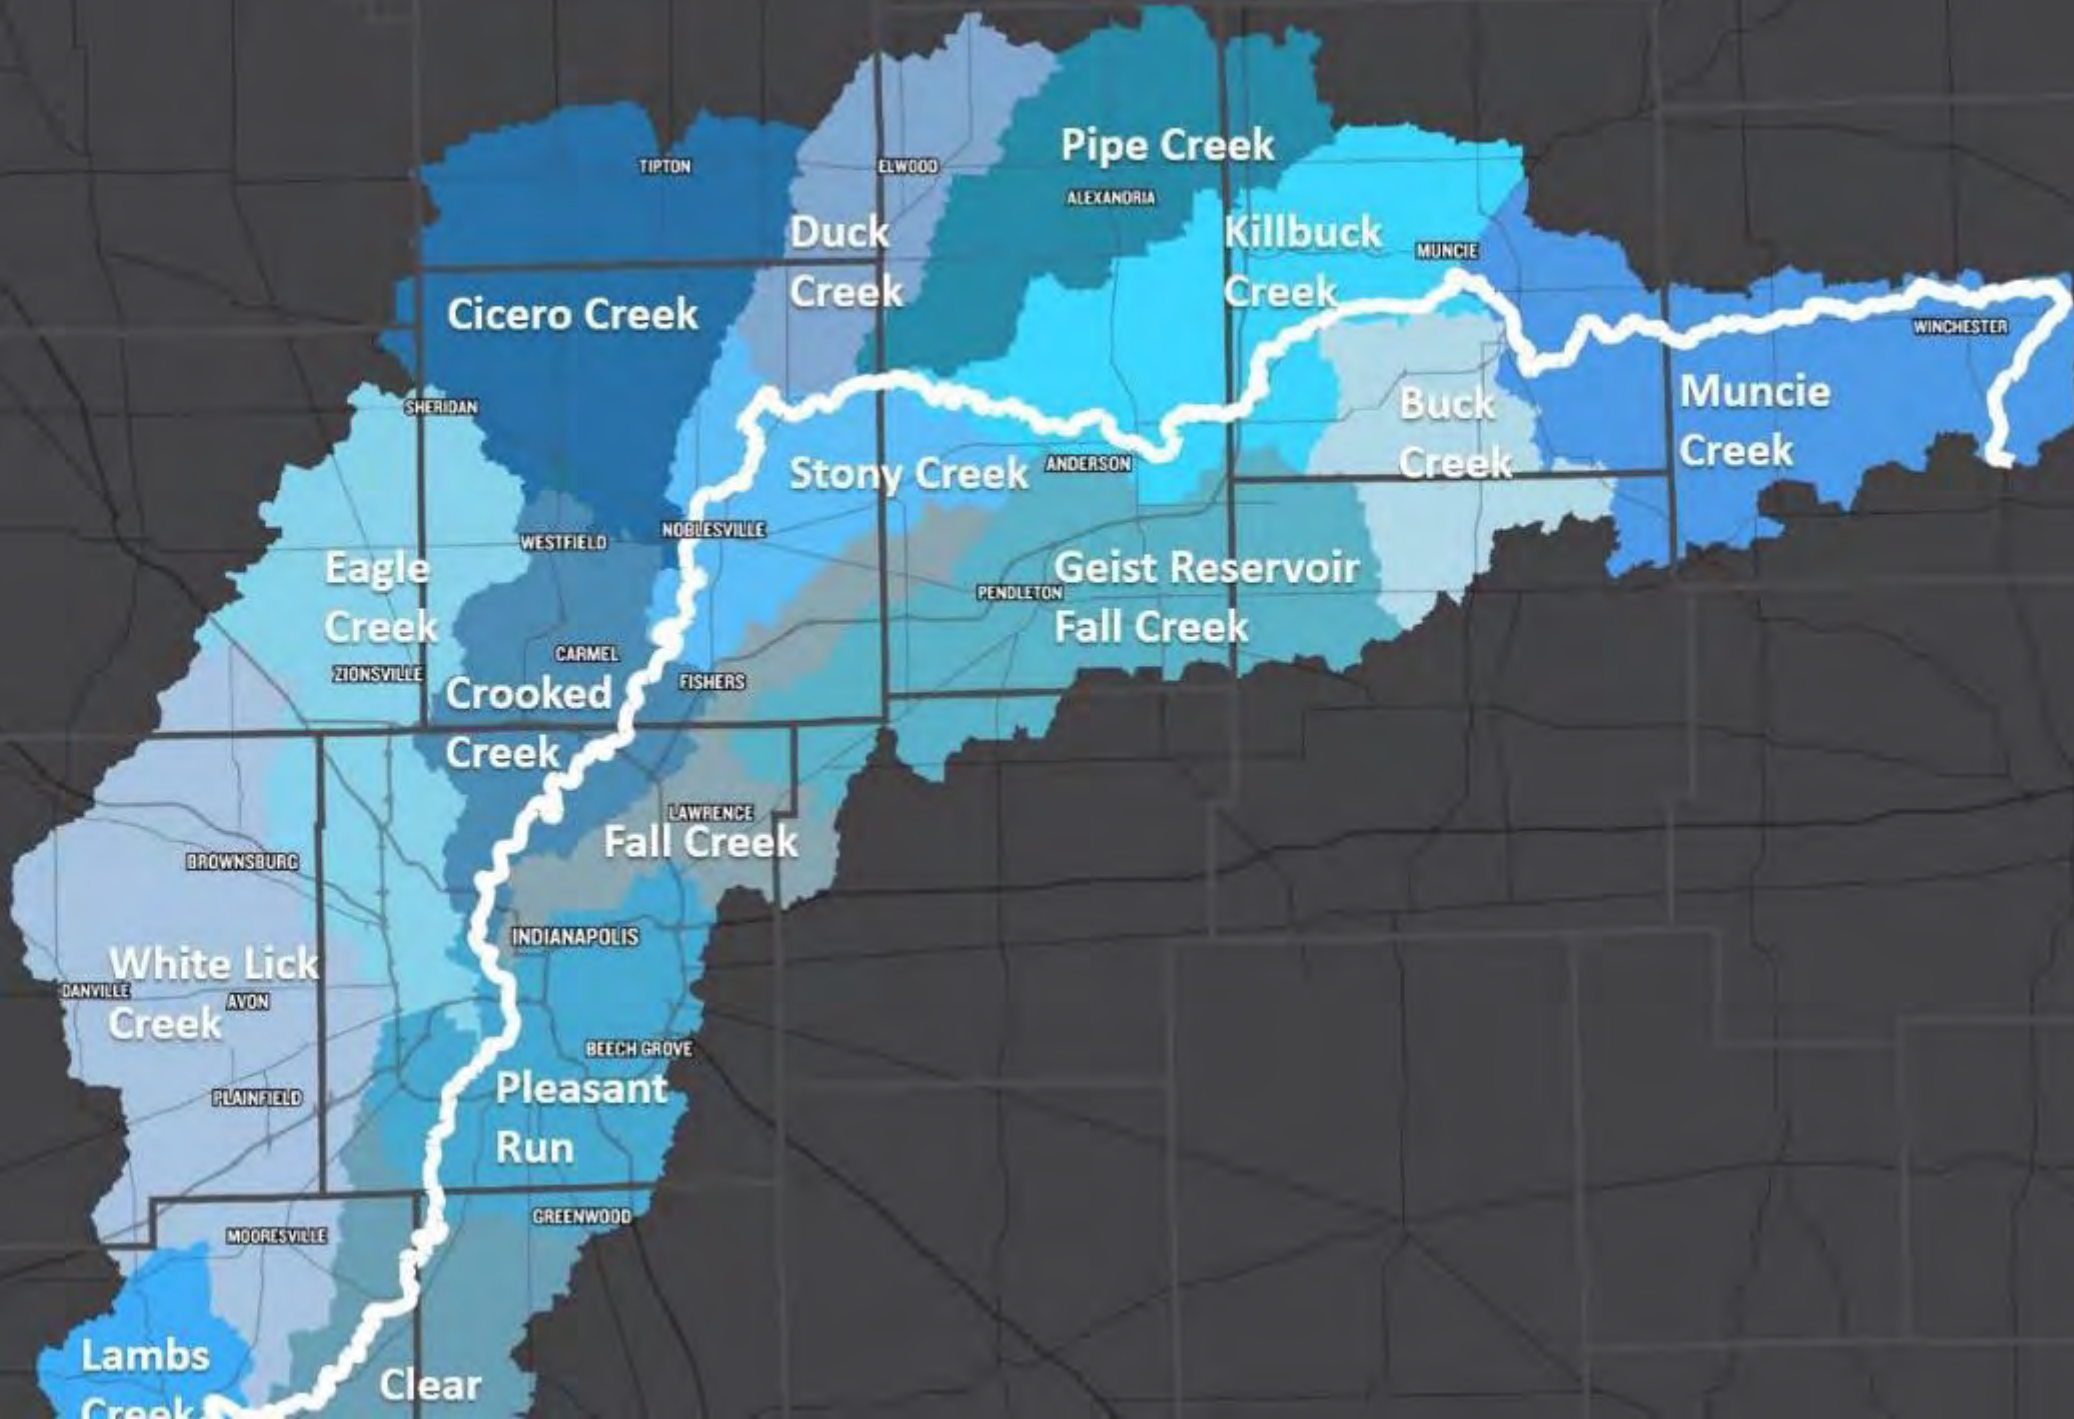 Pipe Creek
TIPTON
ELWOOD
ALEXANDRIA
Duck
Creek
Killbuck
Creek
MUNCIE
Cicero Creek
WINCHESTER
Muncie
Creek
Buck
Creek
SHERIDAN
Stony Creek
ANDERSON
NOBLESVILLE
WESTFIELD
Eagle
Creek
Geist Reservoir
Fall Creek
PENDLETON
CARMEL
ZIONSVILLE
FISHERS
Crooked
Creek
LAWRENCE
Fall Creek
BROWNSBURG
INDIANAPOLIS
White Lick
Creek
DANVILLE
AVON
BEECH GROVE
Pleasant
Run
PLAINFIELD
GREENWOOD
MOORESVILLE
Lambs
Creek
Clear